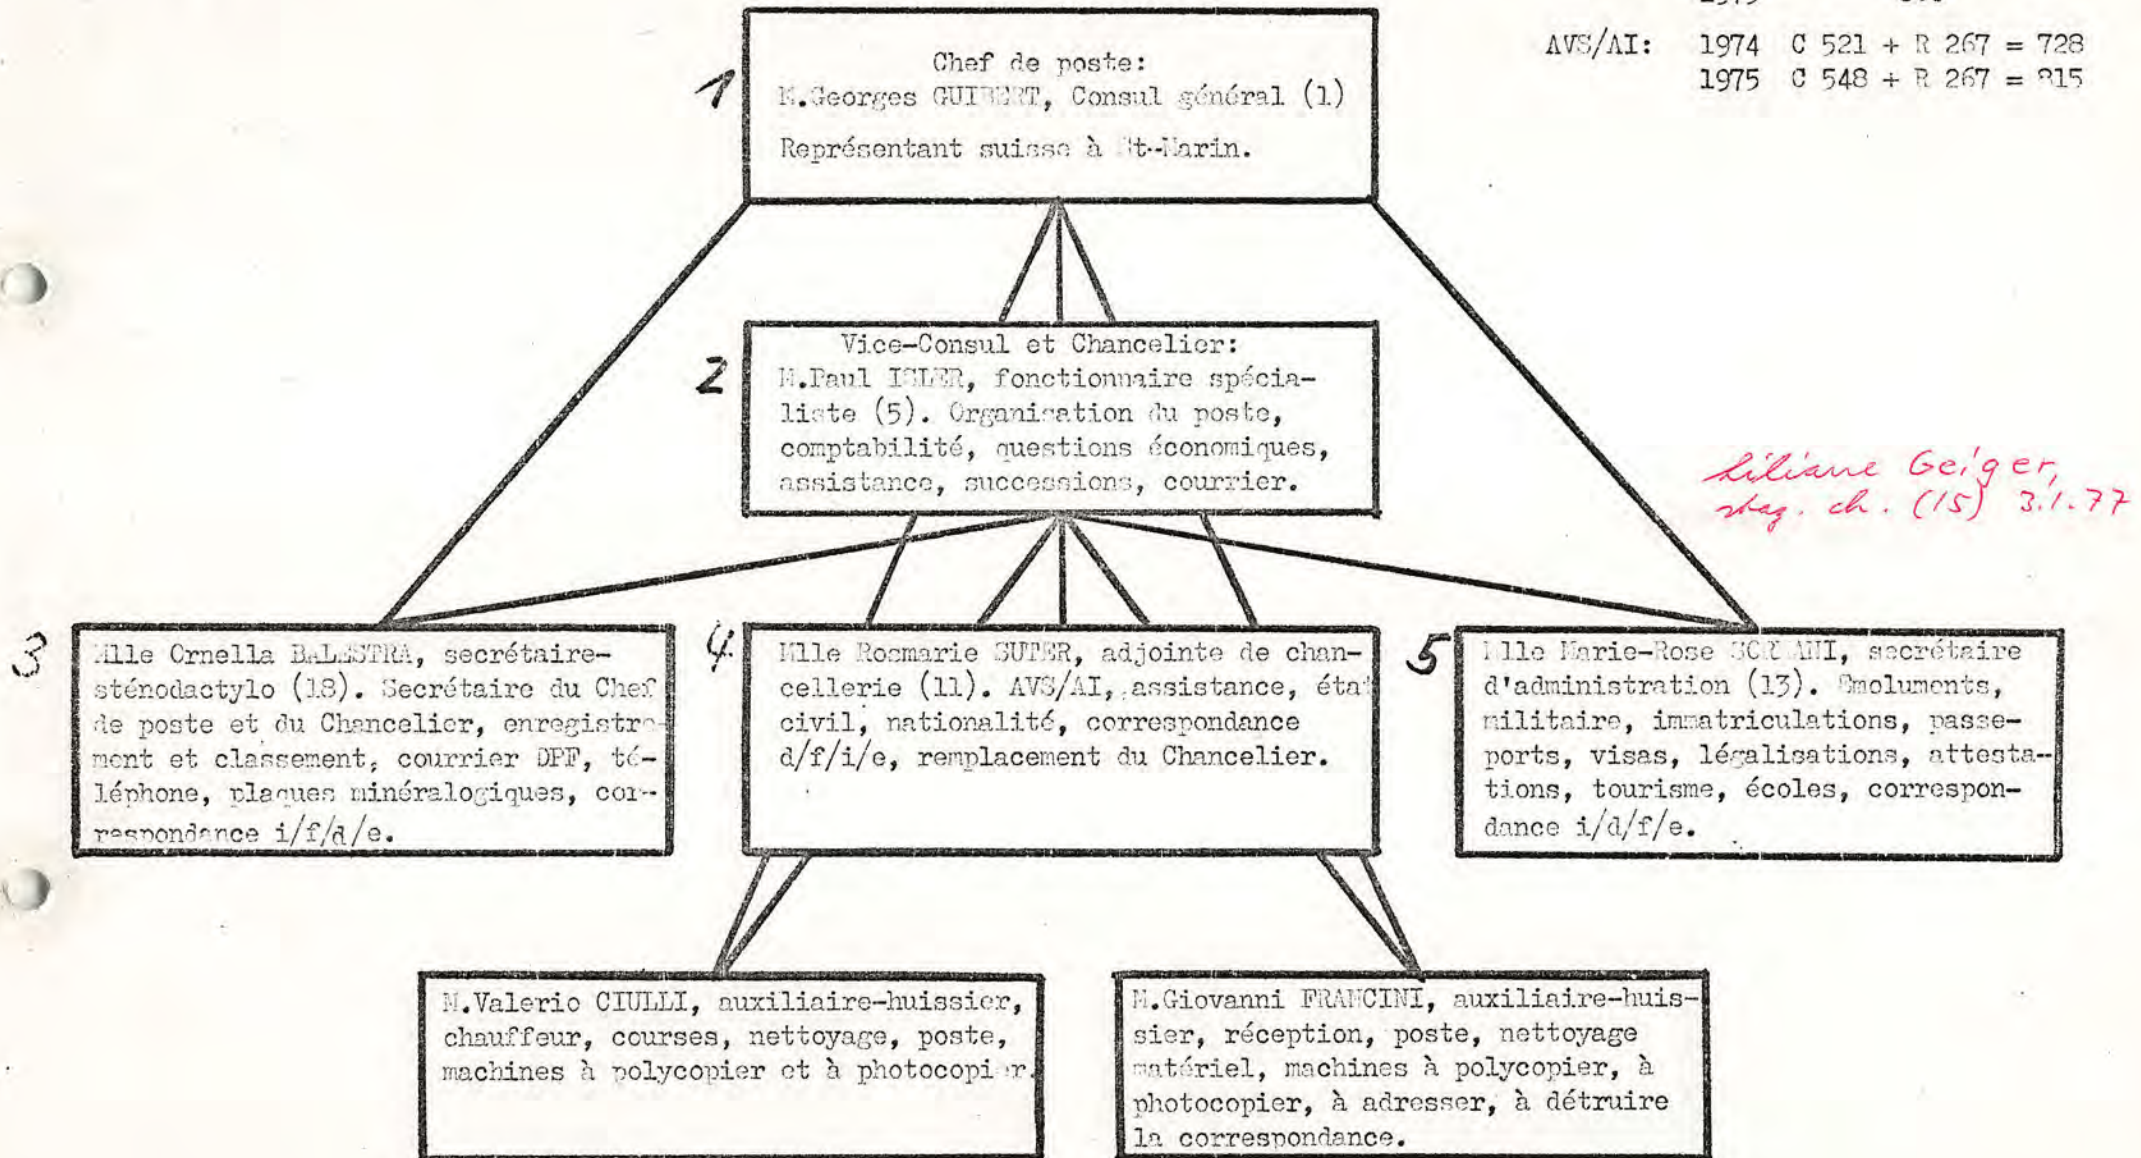 AVS/AI: 1974 C 521 + R 267 = 728
1975 C 548 + R 267 = 815
1
Chef de poste:
M.Georges GUIBERT, Consul général (1)
Représentant suisse à St-Marin.
2
Vice-Consul et Chancelier:
M.Paul ISLER, fonctionnaire spécia-
liste (5). Organisation du poste,
comptabilité, questions économiques,
assistance, successions, courrier.
Liliane Geiger,
stag. ch. (15) 3.1.77
3
Mlle Ornella BALESTRA, secrétaire-
sténodactylo (18). Secrétaire du Chef
de poste et du Chancelier, enregistre-
ment et classement, courrier DPF, té-
léphone, plaques minéralogiques, cor-
respondance i/f/d/e.
4.
Mlle Rosmarie SUTER, adjointe de chan-
cellerie (11). AVS/AI, assistance, état
civil, nationalité, correspondance
d/f/i/e, remplacement du Chancelier.
5
Mlle Marie-Rose secrétaire
d'administration (13). Emoluments,
militaire, immatriculations, passe-
ports, visas, légalisations, attesta-
tions, tourisme, écoles, correspon-
dance i/d/f/e.
M.Valerio CIULLI, auxiliaire-huissier,
chauffeur, courses, nettoyage, poste,
machines à polycopier et à photocopier.
M.Giovanni FRANCINI, auxiliaire-huis-
sier, réception, poste, nettoyage
matériel, machines à polycopier, à
photocopier, à adresser, à détruire
la correspondance.